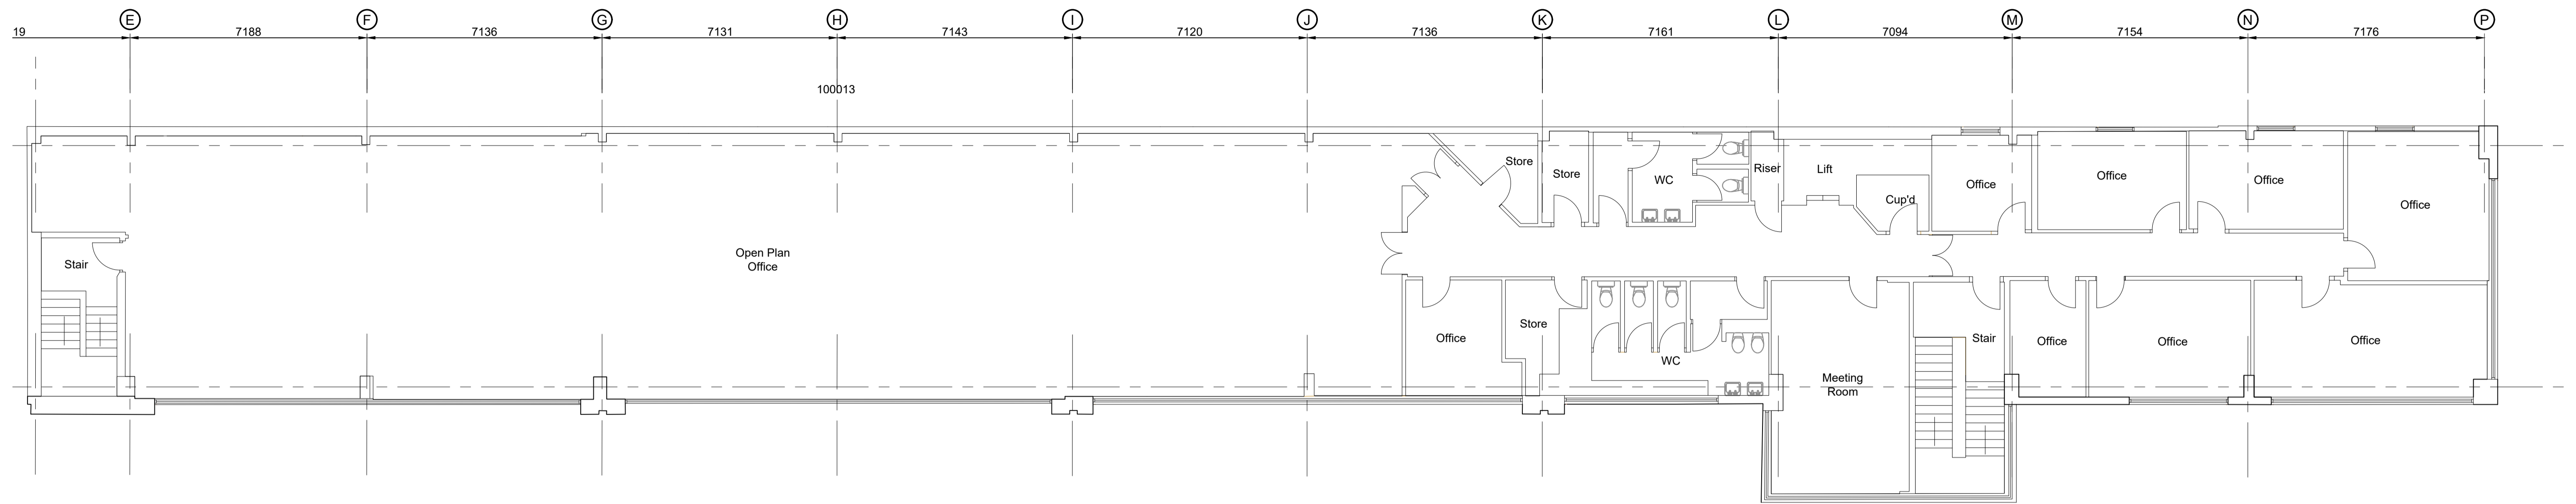 E F G H I J K L M N P
19 7188 7136 7131 7143 7120 7136 7161 7094 7154 7176
100013
Store
Store
WC
Riser
Lift
Cup'd
Office
Office
Office
Office
Stair
Open Plan
Office
Office
Store
WC
Meeting
Room
Stair
Office
Office
Office